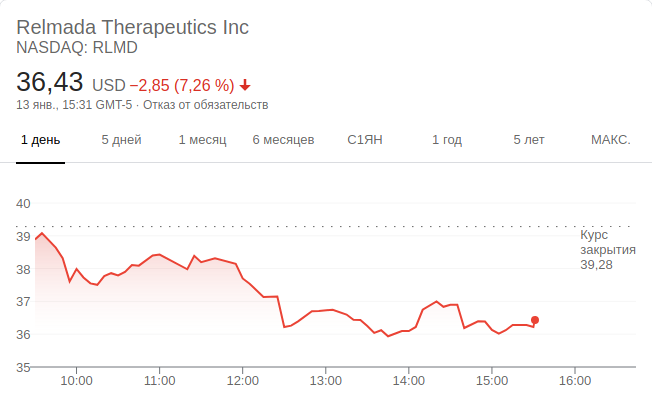 Relmada Therapeutics Inc
NASDAQ: RLMD
36,43 USD −2,85 (7,26 %)
13 янв., 15:31 GMT-5 · Отказ от обязательств
1 день 5 дней 1 месяц 6 месяцев С1ЯН 1 год 5 лет МАКС.
40
39
38
37
36
35
Курс
закрытия
39,28
10:00 11:00 12:00 13:00 14:00 15:00 16:00